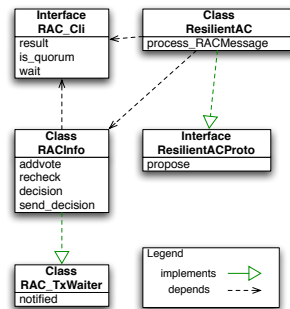 Interface
RAC_Cli
result
is_quorum
wait
Class
ResilientAC
process_RACMessage
Class
RACInfo
addvote
recheck
decision
send_decision
Interface
ResilientACProto
propose
Class
RAC_TxWaiter
notified
Legend
implements
depends